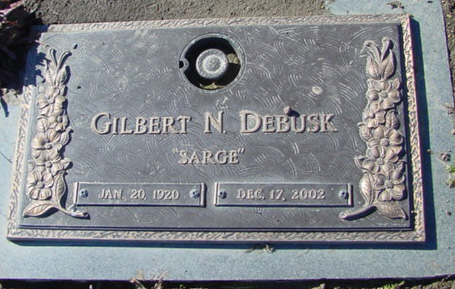 GILBERT N. DEBUSK
"SARGE"
JAN. 20, 1920 DEC. 17, 2002